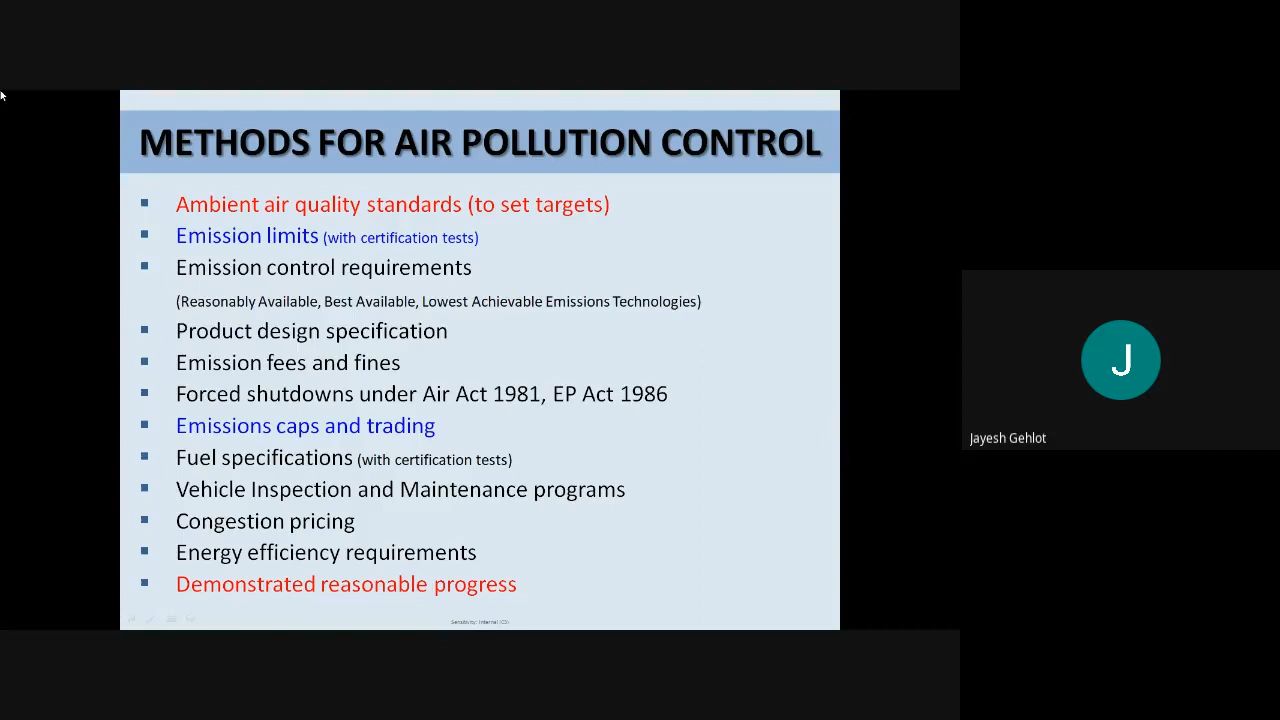 METHODS FOR AIR POLLUTION CONTROL
Ambient air quality standards (to set targets)
Emission limits (with certification tests)
Emission control requirements
(Reasonably Available, Best Available, Lowest Achievable Emissions Technologies)
Product design specification
Emission fees and fines
Forced shutdowns under Air Act 1981, EP Act 1986
Emissions caps and trading
Fuel specifications (with certification tests)
Vehicle Inspection and Maintenance programs
Congestion pricing
Energy efficiency requirements
Demonstrated reasonable progress
Sensitivity: Internal (C3)
J
Jayesh Gehlot